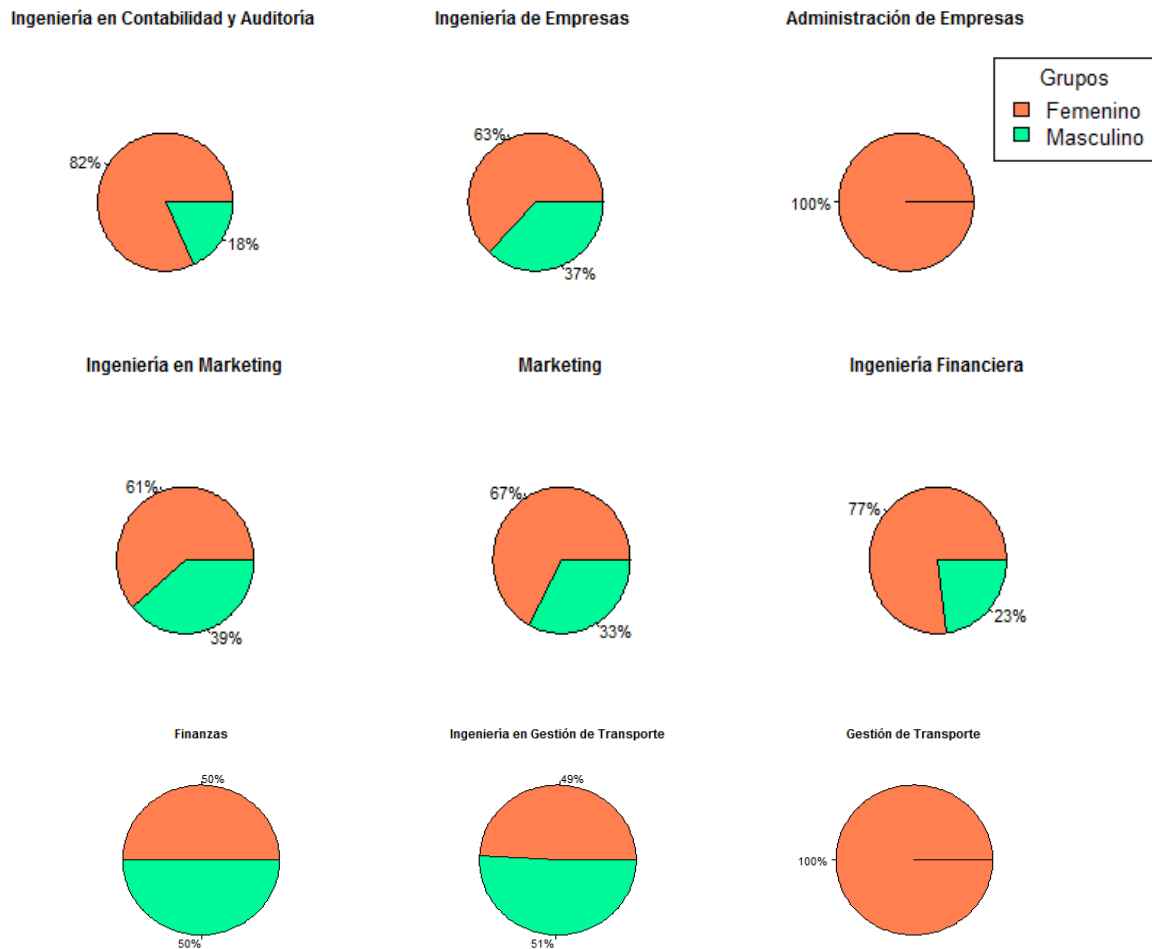 Ingeniería en Contabilidad y Auditoría
Ingeniería de Empresas
Administración de Empresas
Grupos
Femenino
Masculino
82%
18%
63%
37%
100%
Ingeniería en Marketing
Marketing
Ingeniería Financiera
61%
39%
67%
33%
77%
23%
Finanzas
Ingeniería en Gestión de Transporte
Gestión de Transporte
50%
50%
49%
51%
100%